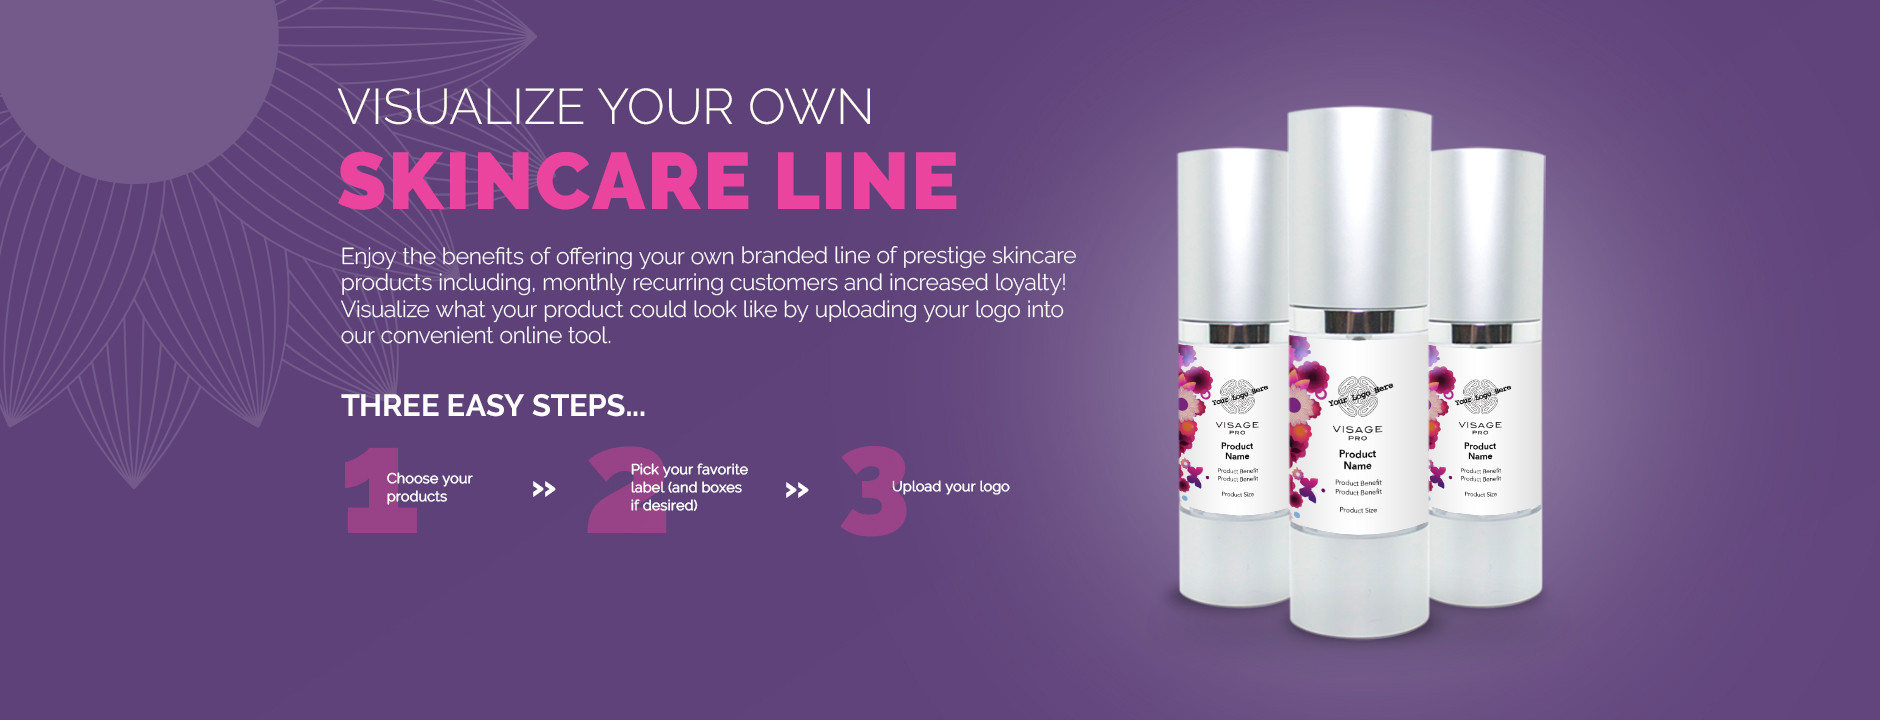 VISUALIZE YOUR OWN
SKINCARE LINE
Enjoy the benefits of offering your own branded line of prestige skincare
products including, monthly recurring customers and increased loyalty!
Visualize what your product could look like by uploading your logo into
our convenient online tool.
THREE EASY STEPS...
1
Choose your
products
»
2
Pick your favorite
label (and boxes
if desired)
»
3
Upload your logo
Your Logo Here
VISAGE
PRO
Product
Name
Product Benefit
Product Benefit
Product Size
Your Logo Here
VISAGE
PRO
Product
Name
Product Benefit
Product Benefit
Product Size
Your Logo Here
VISAGE
PRO
Product
Name
Product Benefit
Product Benefit
Product Size